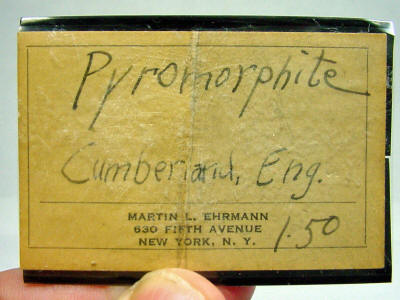 Pyromorphite
Cumberland, Eng.
MARTIN L. EHRMANN
630 FIFTH AVENUE
NEW YORK, N. Y.
1.50